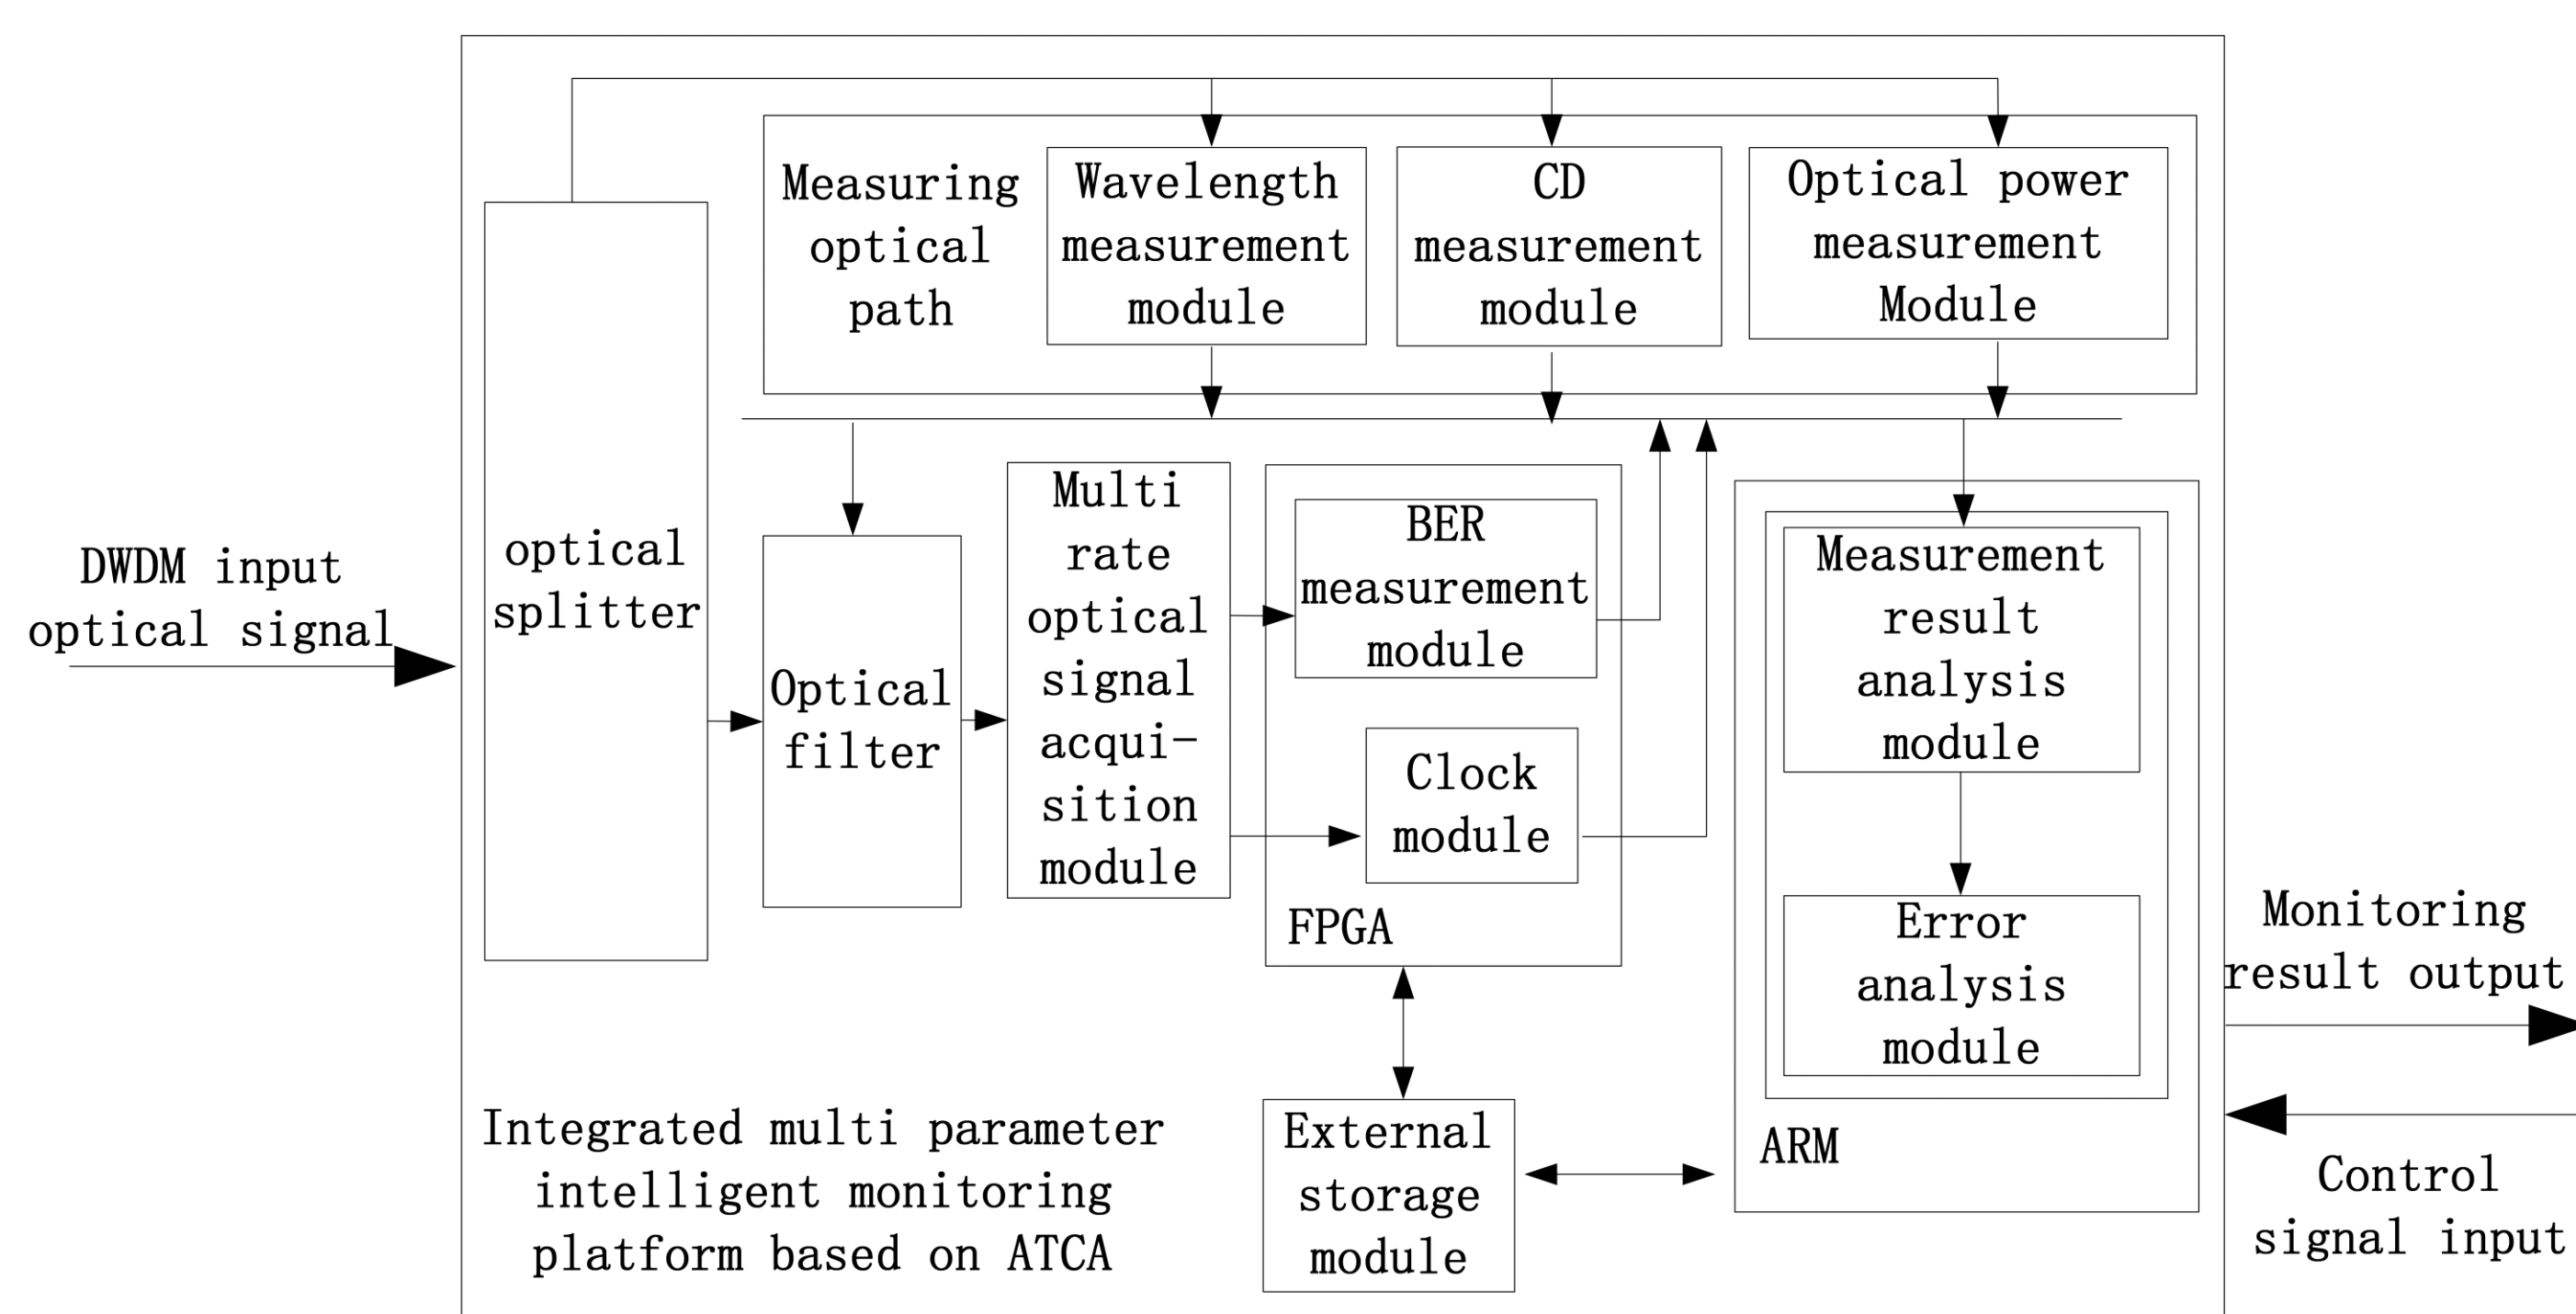 Measuring
optical
path
Wavelength
measurement
module
CD
measurement
module
Optical power
measurement
Module
DWDM input
optical signal
optical
splitter
Optical
filter
Multi
rate
optical
signal
acqui-
sition
module
BER
measurement
module
Clock
module
FPGA
Measurement
result
analysis
module
Error
analysis
module
ARM
External
storage
module
Monitoring
result output
Control
signal input
Integrated multi parameter
intelligent monitoring
platform based on ATCA